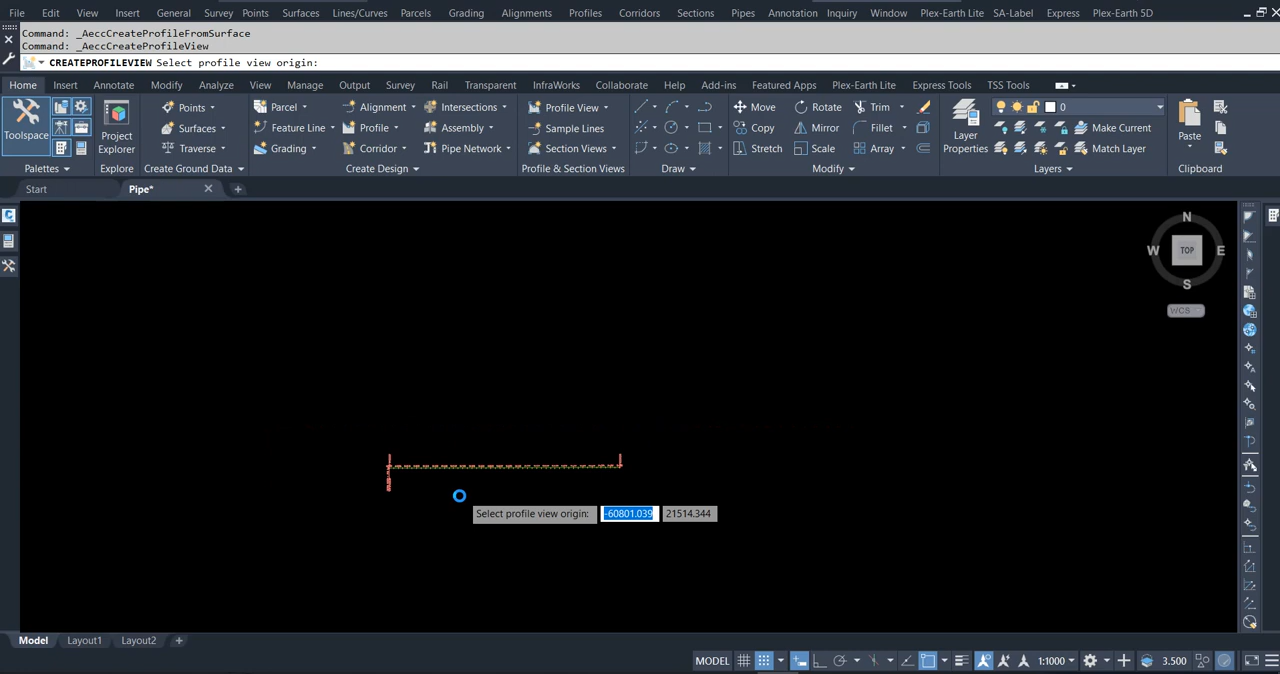 File Edit View Insert General Survey Points Surfaces Lines/Curves Parcels Grading Alignments Profiles Corridors Sections Pipes Annotation Inquiry Window Plex-Earth Lite SA-Label Express Plex-Earth 5D
Command: _AeccCreateProfileFromSurface
Command: _AeccCreateProfileView
CREATEPROFILEVIEW Select profile view origin:
Home Insert Annotate Modify Analyze View Manage Output Survey Rail Transparent InfraWorks Collaborate Help Add-ins Featured Apps Plex-Earth Lite Express Tools TSS Tools
Points Parcel Alignment Intersections Profile View Move Rotate Trim 0
Toolspace Project Explorer Surfaces Feature Line Profile Assembly Sample Lines Copy Mirror Fillet Layer Properties Make Current Paste
Traverse Grading Corridor Pipe Network Section Views Stretch Scale Array Match Layer
Palettes Explore Create Ground Data Create Design Profile & Section Views Draw Modify Layers Clipboard
Start Pipe*
N
W TOP E
S
WCS
Select profile view origin: -60801.039 21514.344
Model Layout1 Layout2
MODEL 1:1000 3.500